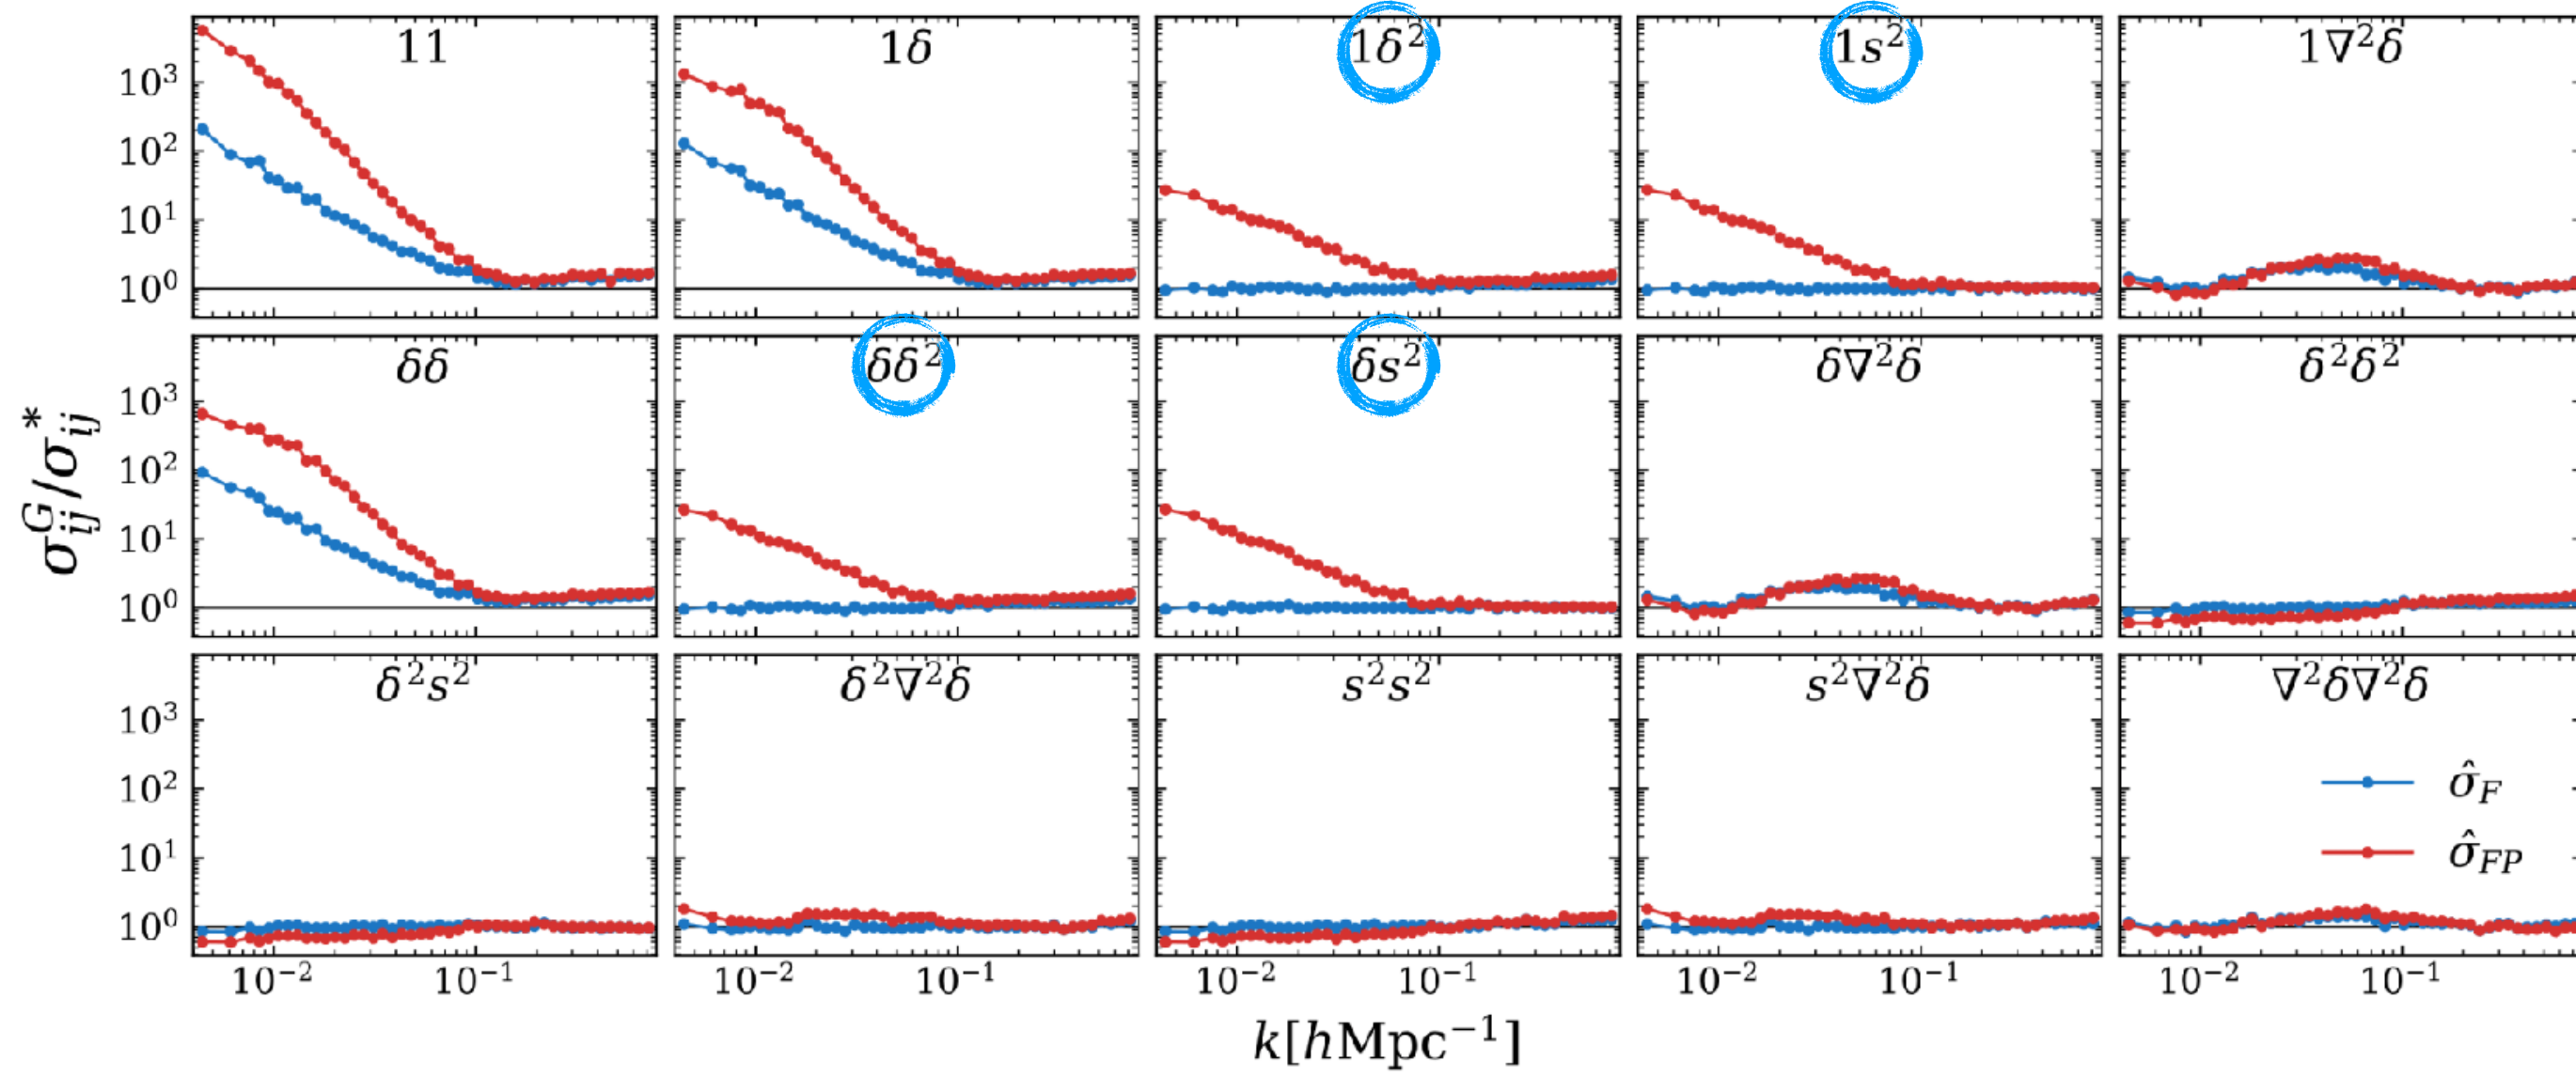 11
1δ
1δ²
1s²
1∇²δ
10³
10²
10¹
10⁰
δδ
δδ²
δs²
δ∇²δ
δ²δ²
10³
10²
10¹
10⁰
σᴳᵢⱼ/σ*ᵢⱼ
δ²s²
δ²∇²δ
s²s²
s²∇²δ
∇²δ∇²δ
10³
10²
10¹
10⁰
σ̂_F
σ̂_FP
10⁻² 10⁻¹ 10⁻² 10⁻¹ 10⁻² 10⁻¹ 10⁻² 10⁻¹ 10⁻² 10⁻¹
k[hMpc⁻¹]